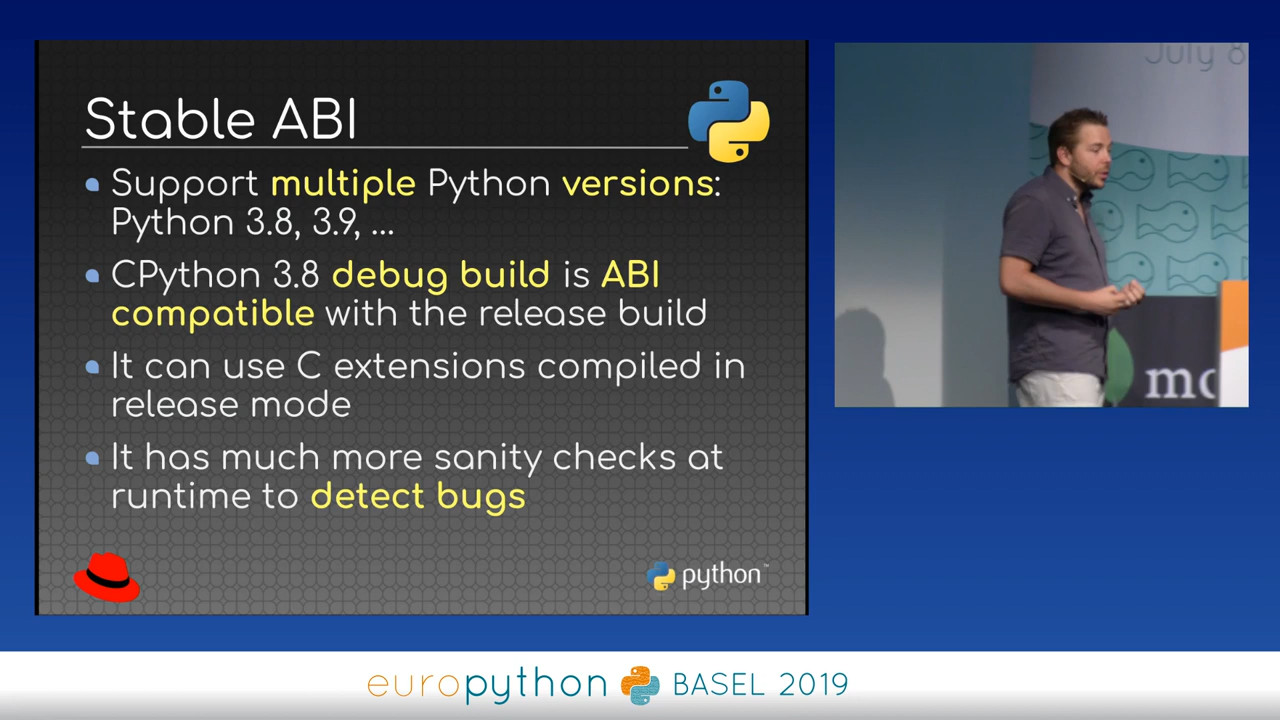 Stable ABI
Support multiple Python versions:
Python 3.8, 3.9, ...
CPython 3.8 debug build is ABI
compatible with the release build
It can use C extensions compiled in
release mode
It has much more sanity checks at
runtime to detect bugs
python™
July 8
europython BASEL 2019